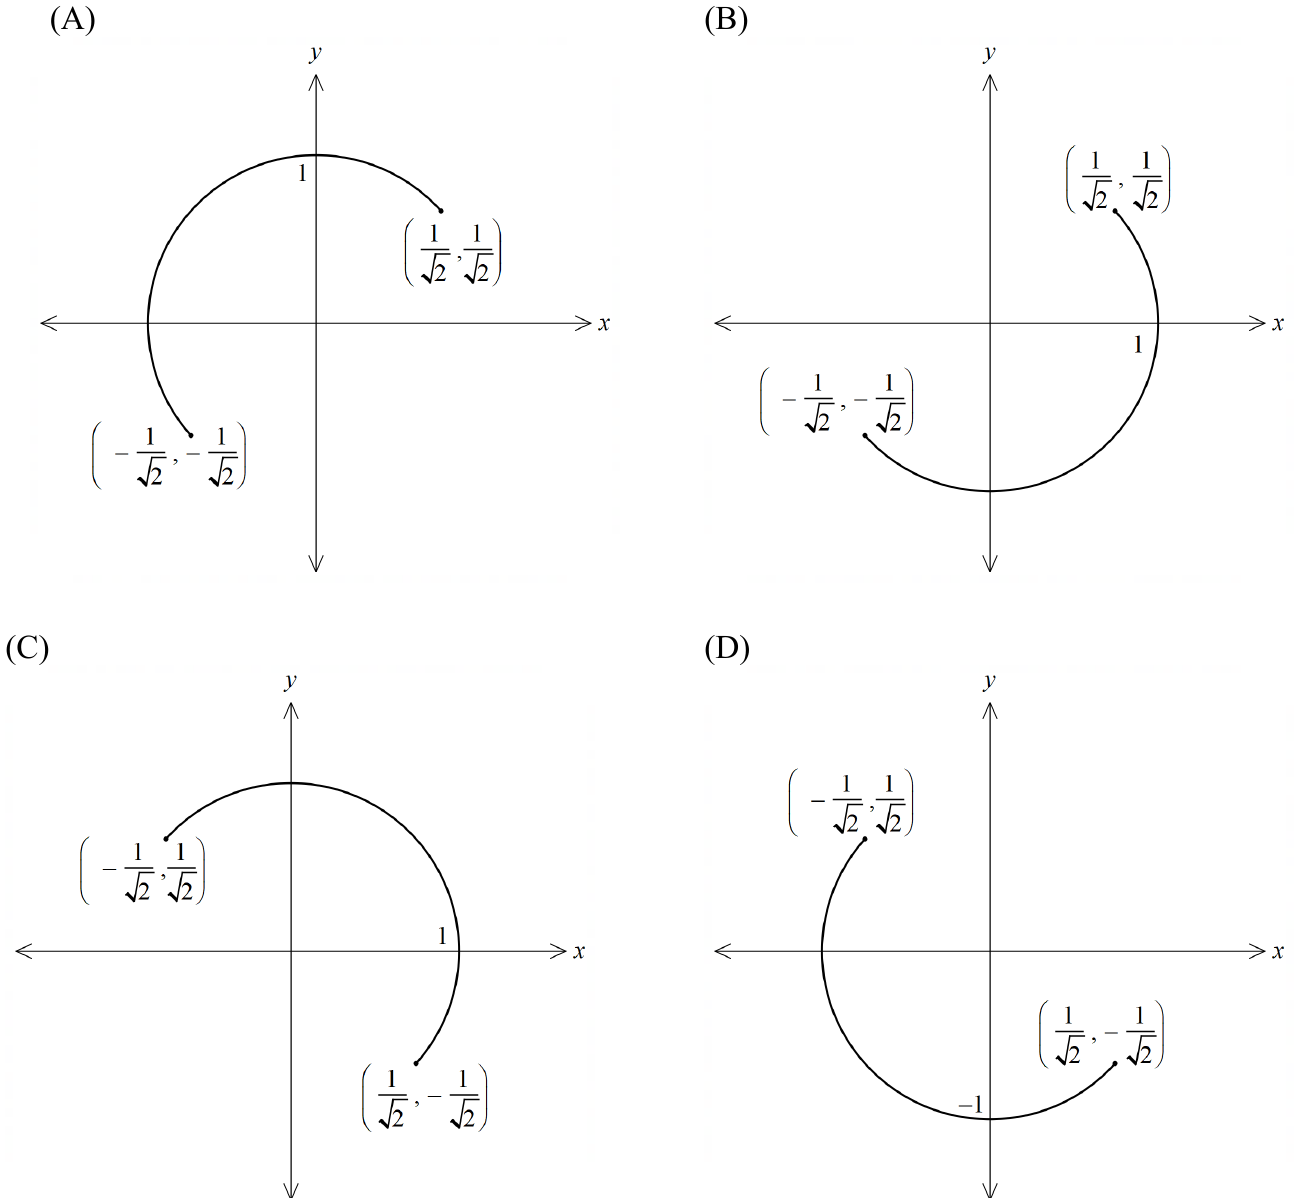 (A)
y
1
(1/√2, 1/√2)
x
(−1/√2, −1/√2)
(B)
y
(1/√2, 1/√2)
x
1
(−1/√2, −1/√2)
(C)
y
(−1/√2, 1/√2)
1
x
(1/√2, −1/√2)
(D)
y
(−1/√2, 1/√2)
x
(1/√2, −1/√2)
−1